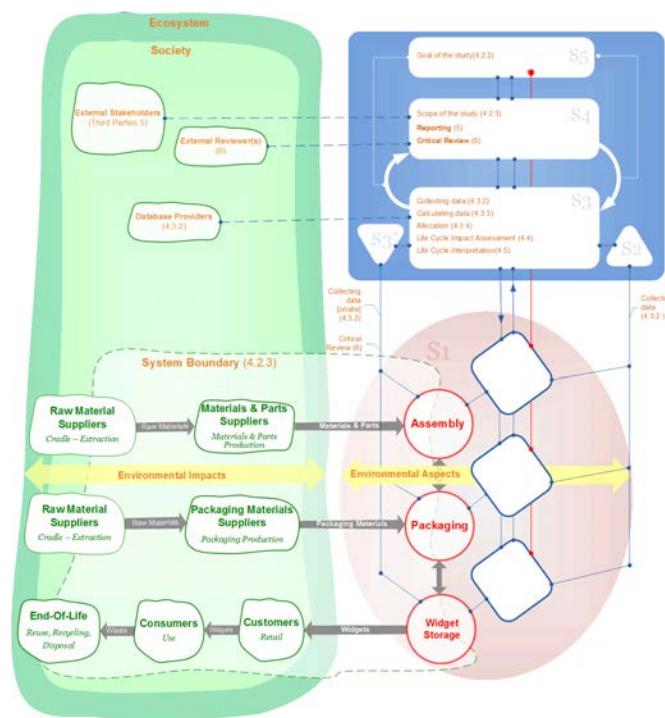 Ecosystem
Society
External Stakeholders
(Third Parties 5)
External Reviewer(s)
(6)
Database Providers
(4.3.2)
Goal of the study(4.2.2)
S5
Scope of the study (4.2.3)
Reporting (5)
Critical Review (6)
S4
Collecting data (4.3.2)
Calculating data (4.3.3)
Allocation (4.3.4)
Life Cycle Impact Assessment (4.4)
Life Cycle Interpretation(4.5)
S3
S3*
S2
Collecting
data
[onsite]
(4.3.2)
Critical
Review (6)
Collecting
data
(4.3.2)
S1
System Boundary (4.2.3)
Raw Material
Suppliers
Cradle – Extraction
Raw Materials
Materials & Parts
Suppliers
Materials & Parts
Production
Materials & Parts
Assembly
Environmental Impacts
Environmental Aspects
Raw Material
Suppliers
Cradle – Extraction
Raw Materials
Packaging Materials
Suppliers
Packaging Production
Packaging Materials
Packaging
End-Of-Life
Reuse, Recycling,
Disposal
Waste
Consumers
Use
Widgets
Customers
Retail
Widgets
Widget
Storage